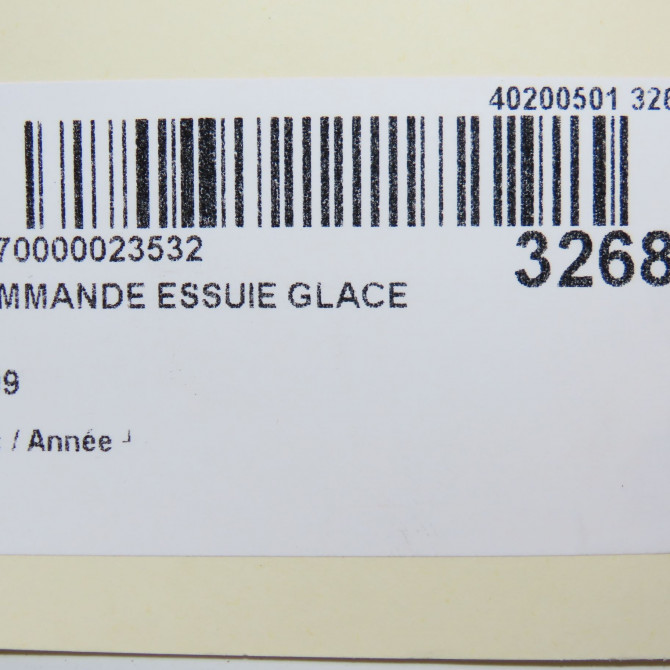 40200501 326
70000023532
3268
MMANDE ESSUIE GLACE
9
/ Année